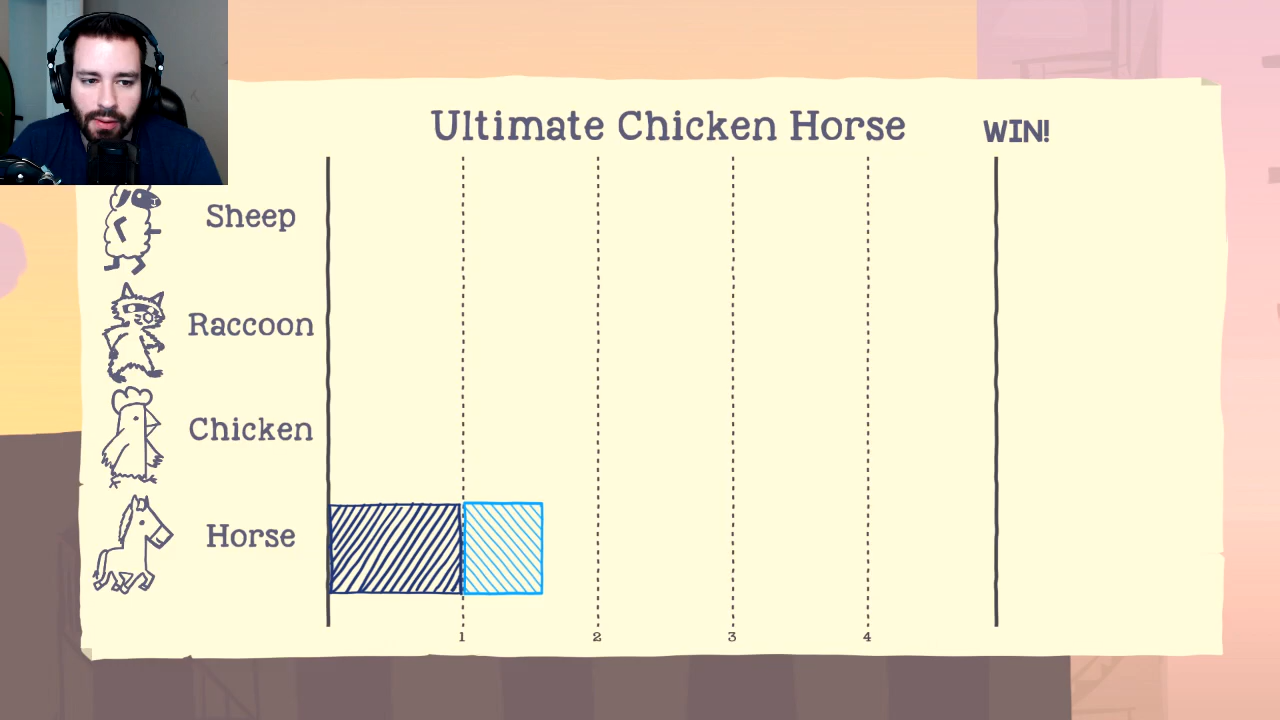 Ultimate Chicken Horse
WIN!
Sheep
Raccoon
Chicken
Horse
1 2 3 4